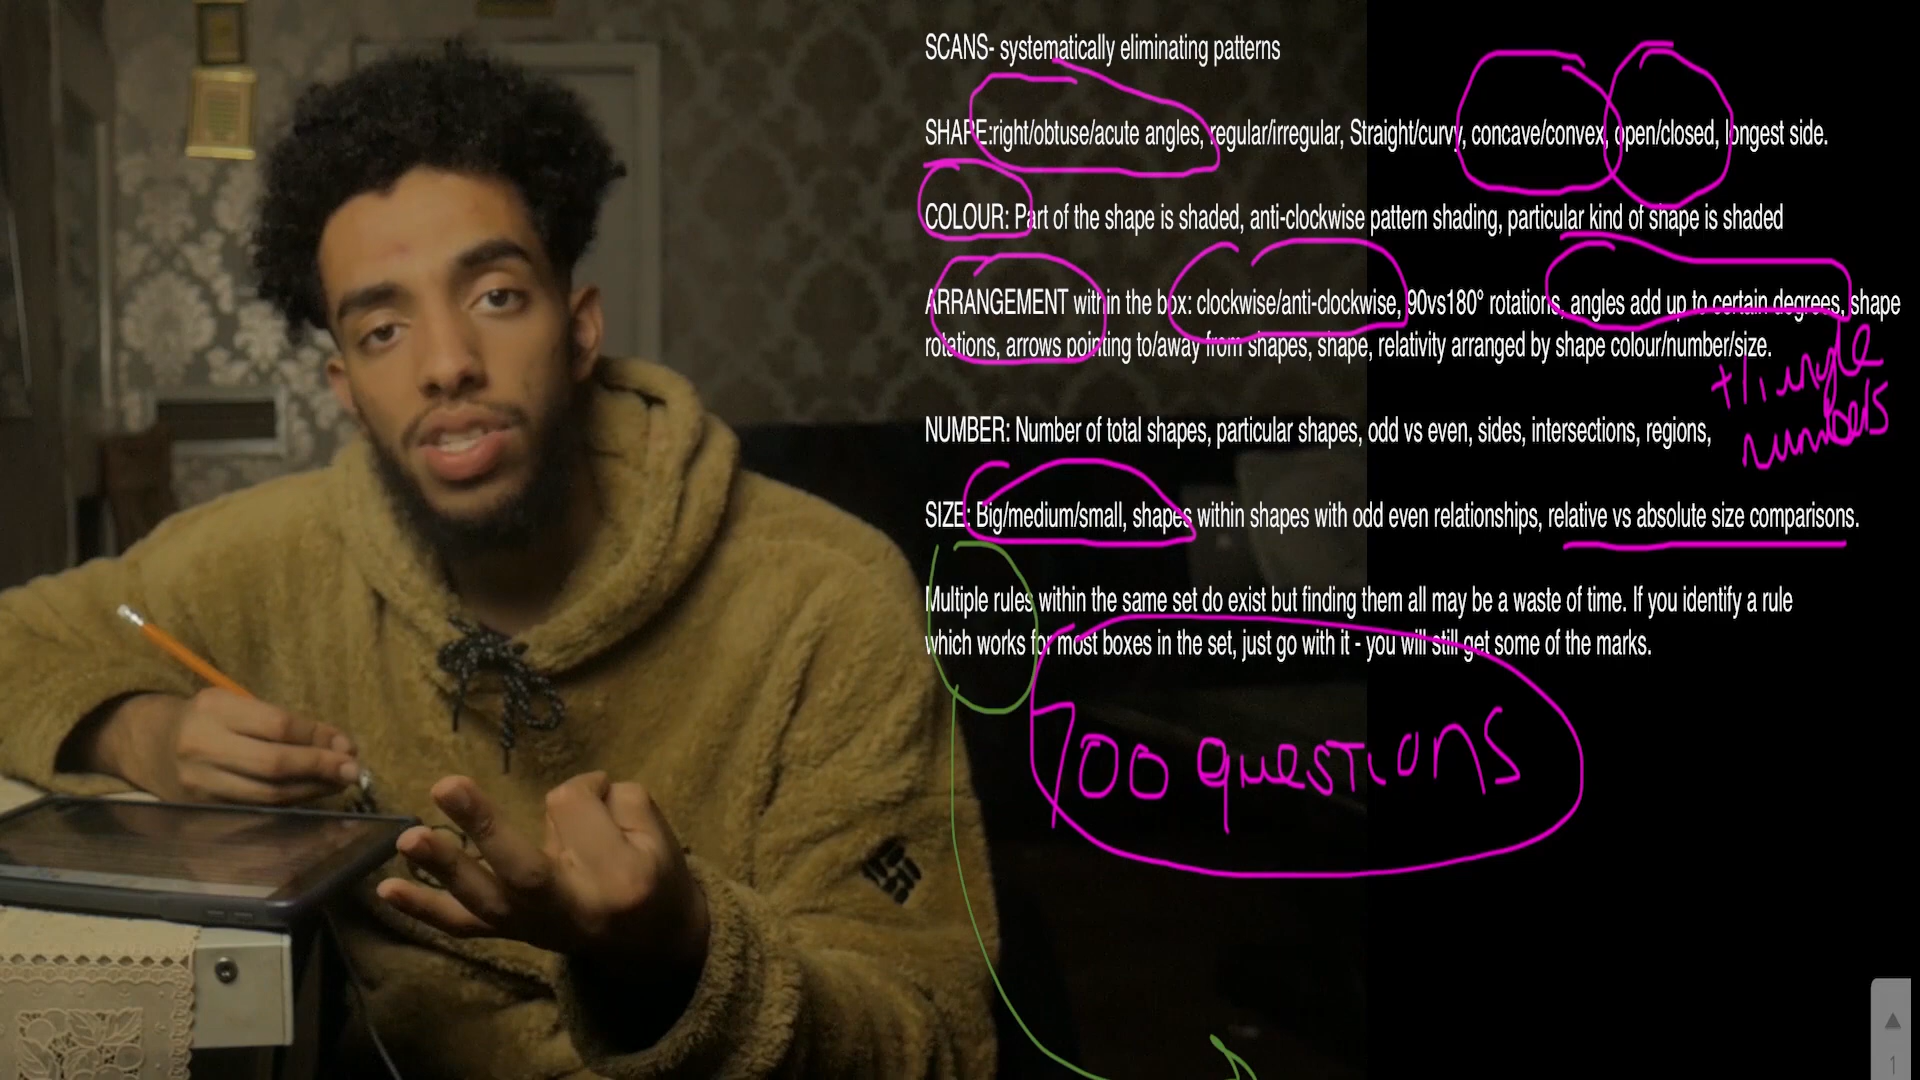 SCANS- systematically eliminating patterns
SHAPE:right/obtuse/acute angles, regular/irregular, Straight/curvy, concave/convex, open/closed, longest side.
COLOUR: Part of the shape is shaded, anti-clockwise pattern shading, particular kind of shape is shaded
ARRANGEMENT within the box: clockwise/anti-clockwise, 90vs180° rotations, angles add up to certain degrees, shape
rotations, arrows pointing to/away from shapes, shape, relativity arranged by shape colour/number/size.
numbers
NUMBER: Number of total shapes, particular shapes, odd vs even, sides, intersections, regions,
SIZE: Big/medium/small, shapes within shapes with odd even relationships, relative vs absolute size comparisons.
Multiple rules within the same set do exist but finding them all may be a waste of time. If you identify a rule
which works for most boxes in the set, just go with it - you will still get some of the marks.
700 questions
1